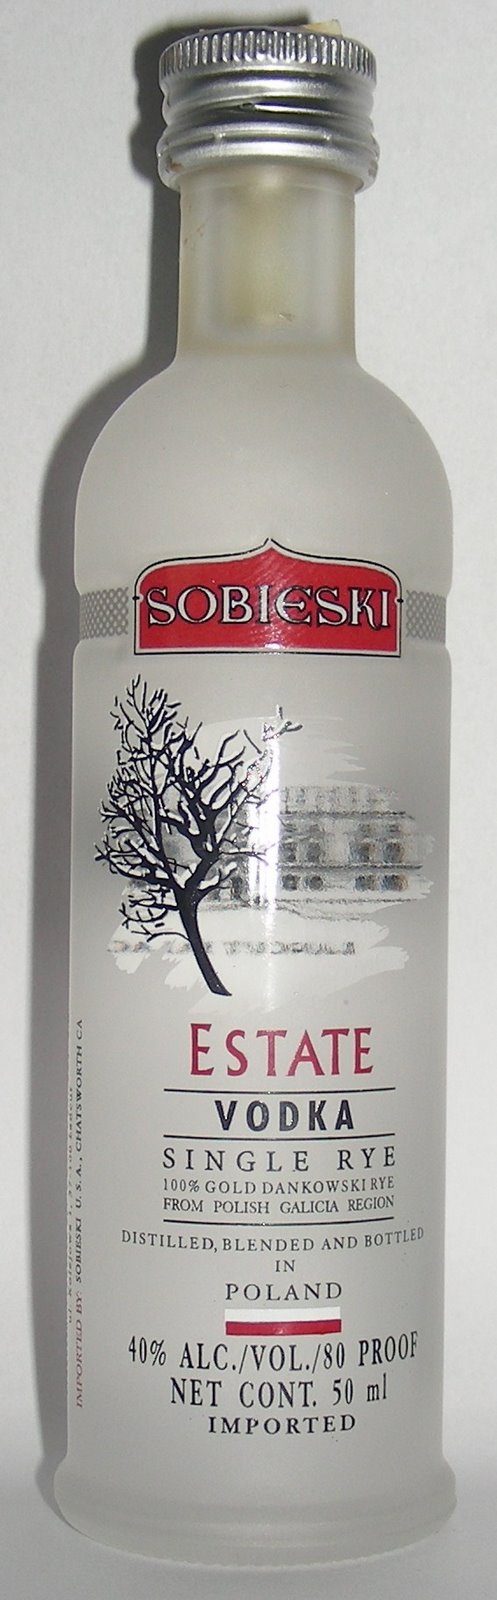 SOBIESKI
ESTATE
VODKA
SINGLE RYE
100% GOLD DANKOWSKI RYE
FROM POLISH GALICIA REGION
DISTILLED, BLENDED AND BOTTLED
IN
POLAND
40% ALC./VOL./80 PROOF
NET CONT. 50 ml
IMPORTED
IMPORTED BY: SOBIESKI U.S.A., CHATSWORTH CA